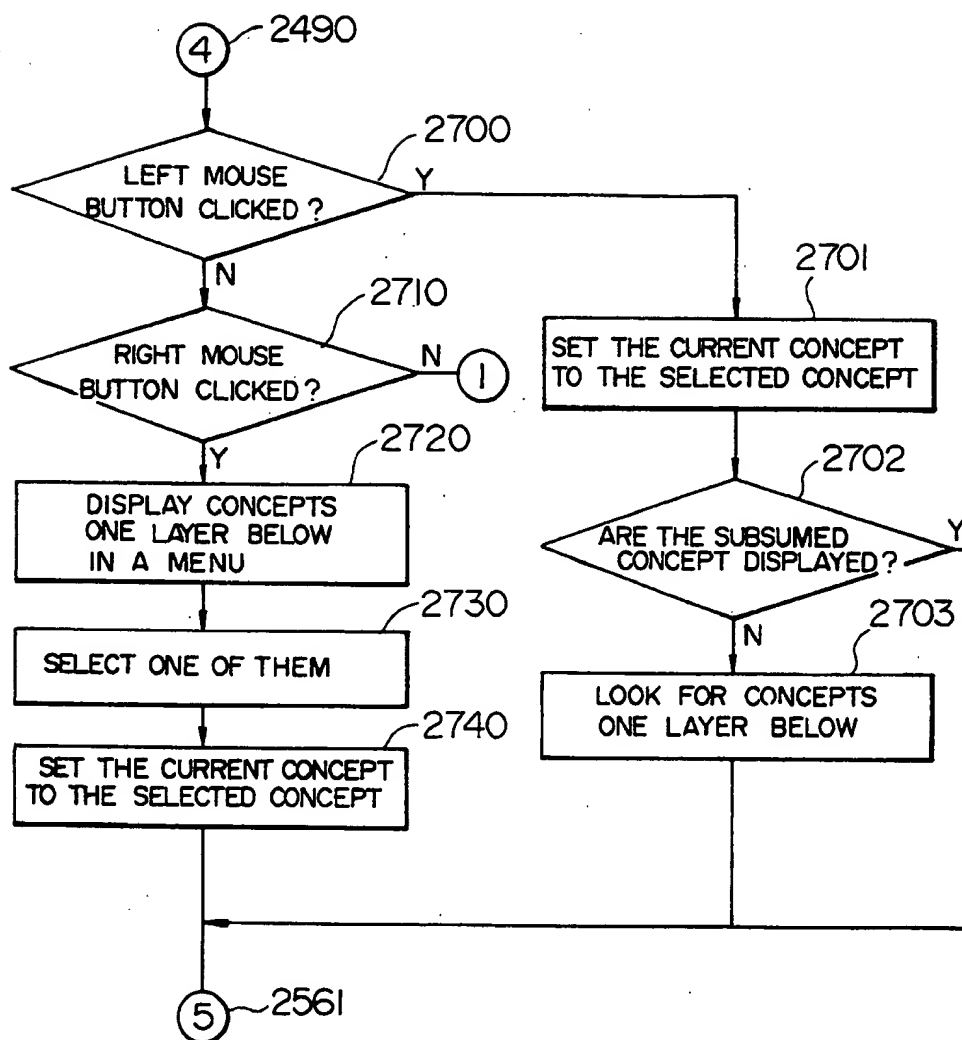 4
2490
2700
LEFT MOUSE
BUTTON CLICKED?
Y
N
2710
RIGHT MOUSE
BUTTON CLICKED?
N
1
Y
2720
DISPLAY CONCEPTS
ONE LAYER BELOW
IN A MENU
2730
SELECT ONE OF THEM
2740
SET THE CURRENT CONCEPT
TO THE SELECTED CONCEPT
2701
SET THE CURRENT CONCEPT
TO THE SELECTED CONCEPT
2702
ARE THE SUBSUMED
CONCEPT DISPLAYED?
Y
N
2703
LOOK FOR CONCEPTS
ONE LAYER BELOW
5
2561